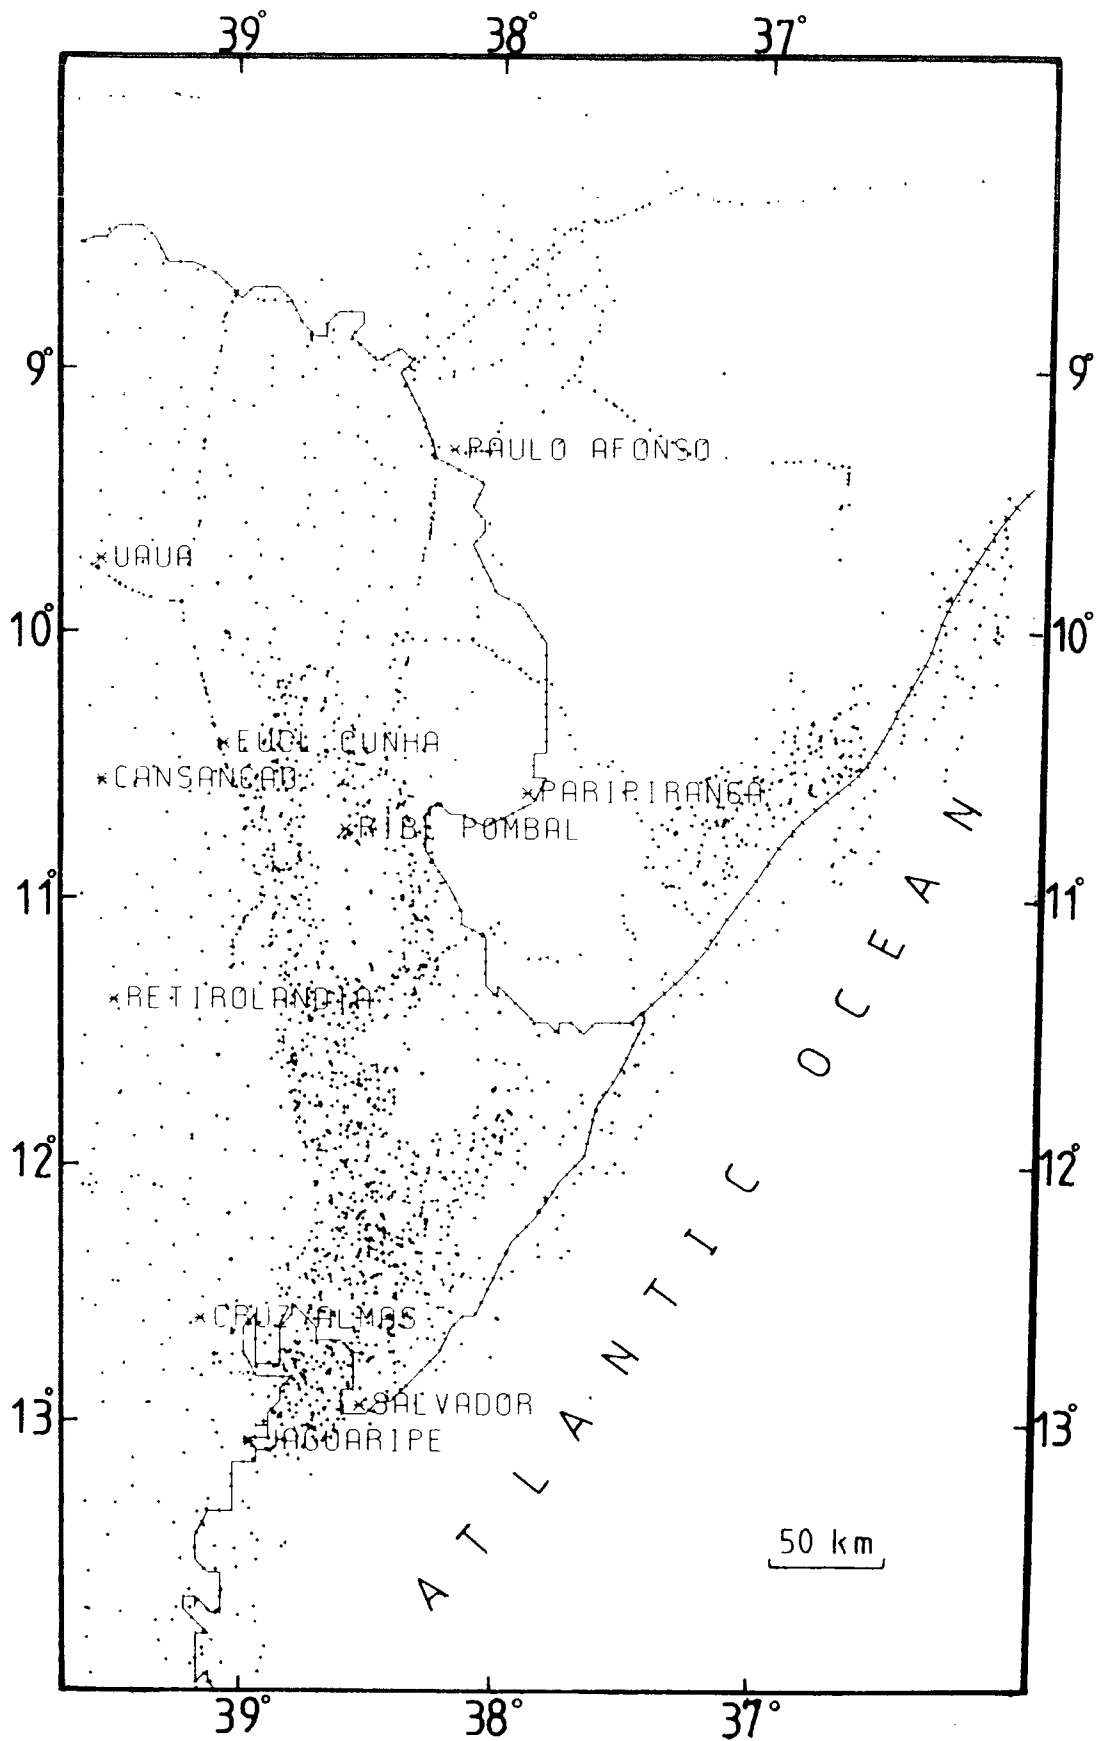 39° 38° 37°
9° 9°
PAULO AFONSO
UAUA
10° 10°
EUCL CUNHA
CANSANCAO
PARIPIRANGA
RIBE POMBAL
11° 11°
RETIROLANDIA
12° 12°
CRUZ ALMAS
SALVADOR
13° 13°
JAGUARIPE
ATLANTIC OCEAN
50 km
39° 38° 37°